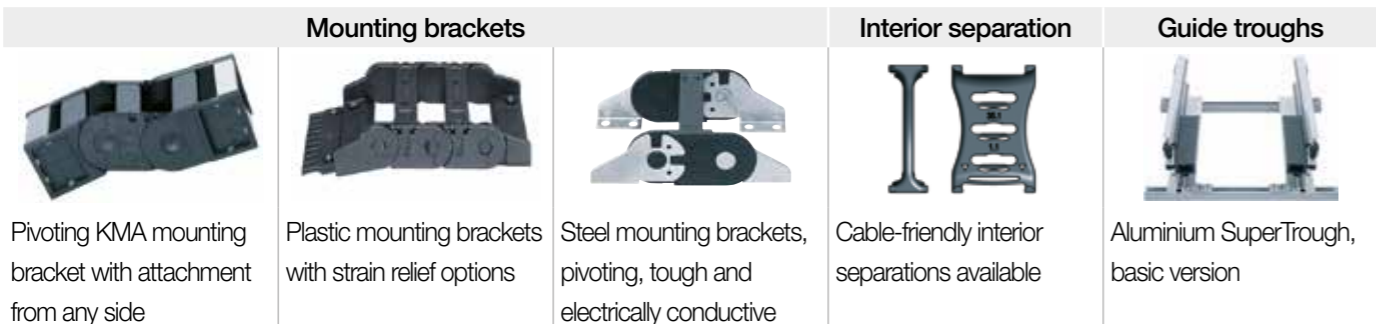 Mounting brackets
Interior separation
Guide troughs
Pivoting KMA mounting
bracket with attachment
from any side
Plastic mounting brackets
with strain relief options
Steel mounting brackets,
pivoting, tough and
electrically conductive
Cable-friendly interior
separations available
Aluminium SuperTrough,
basic version